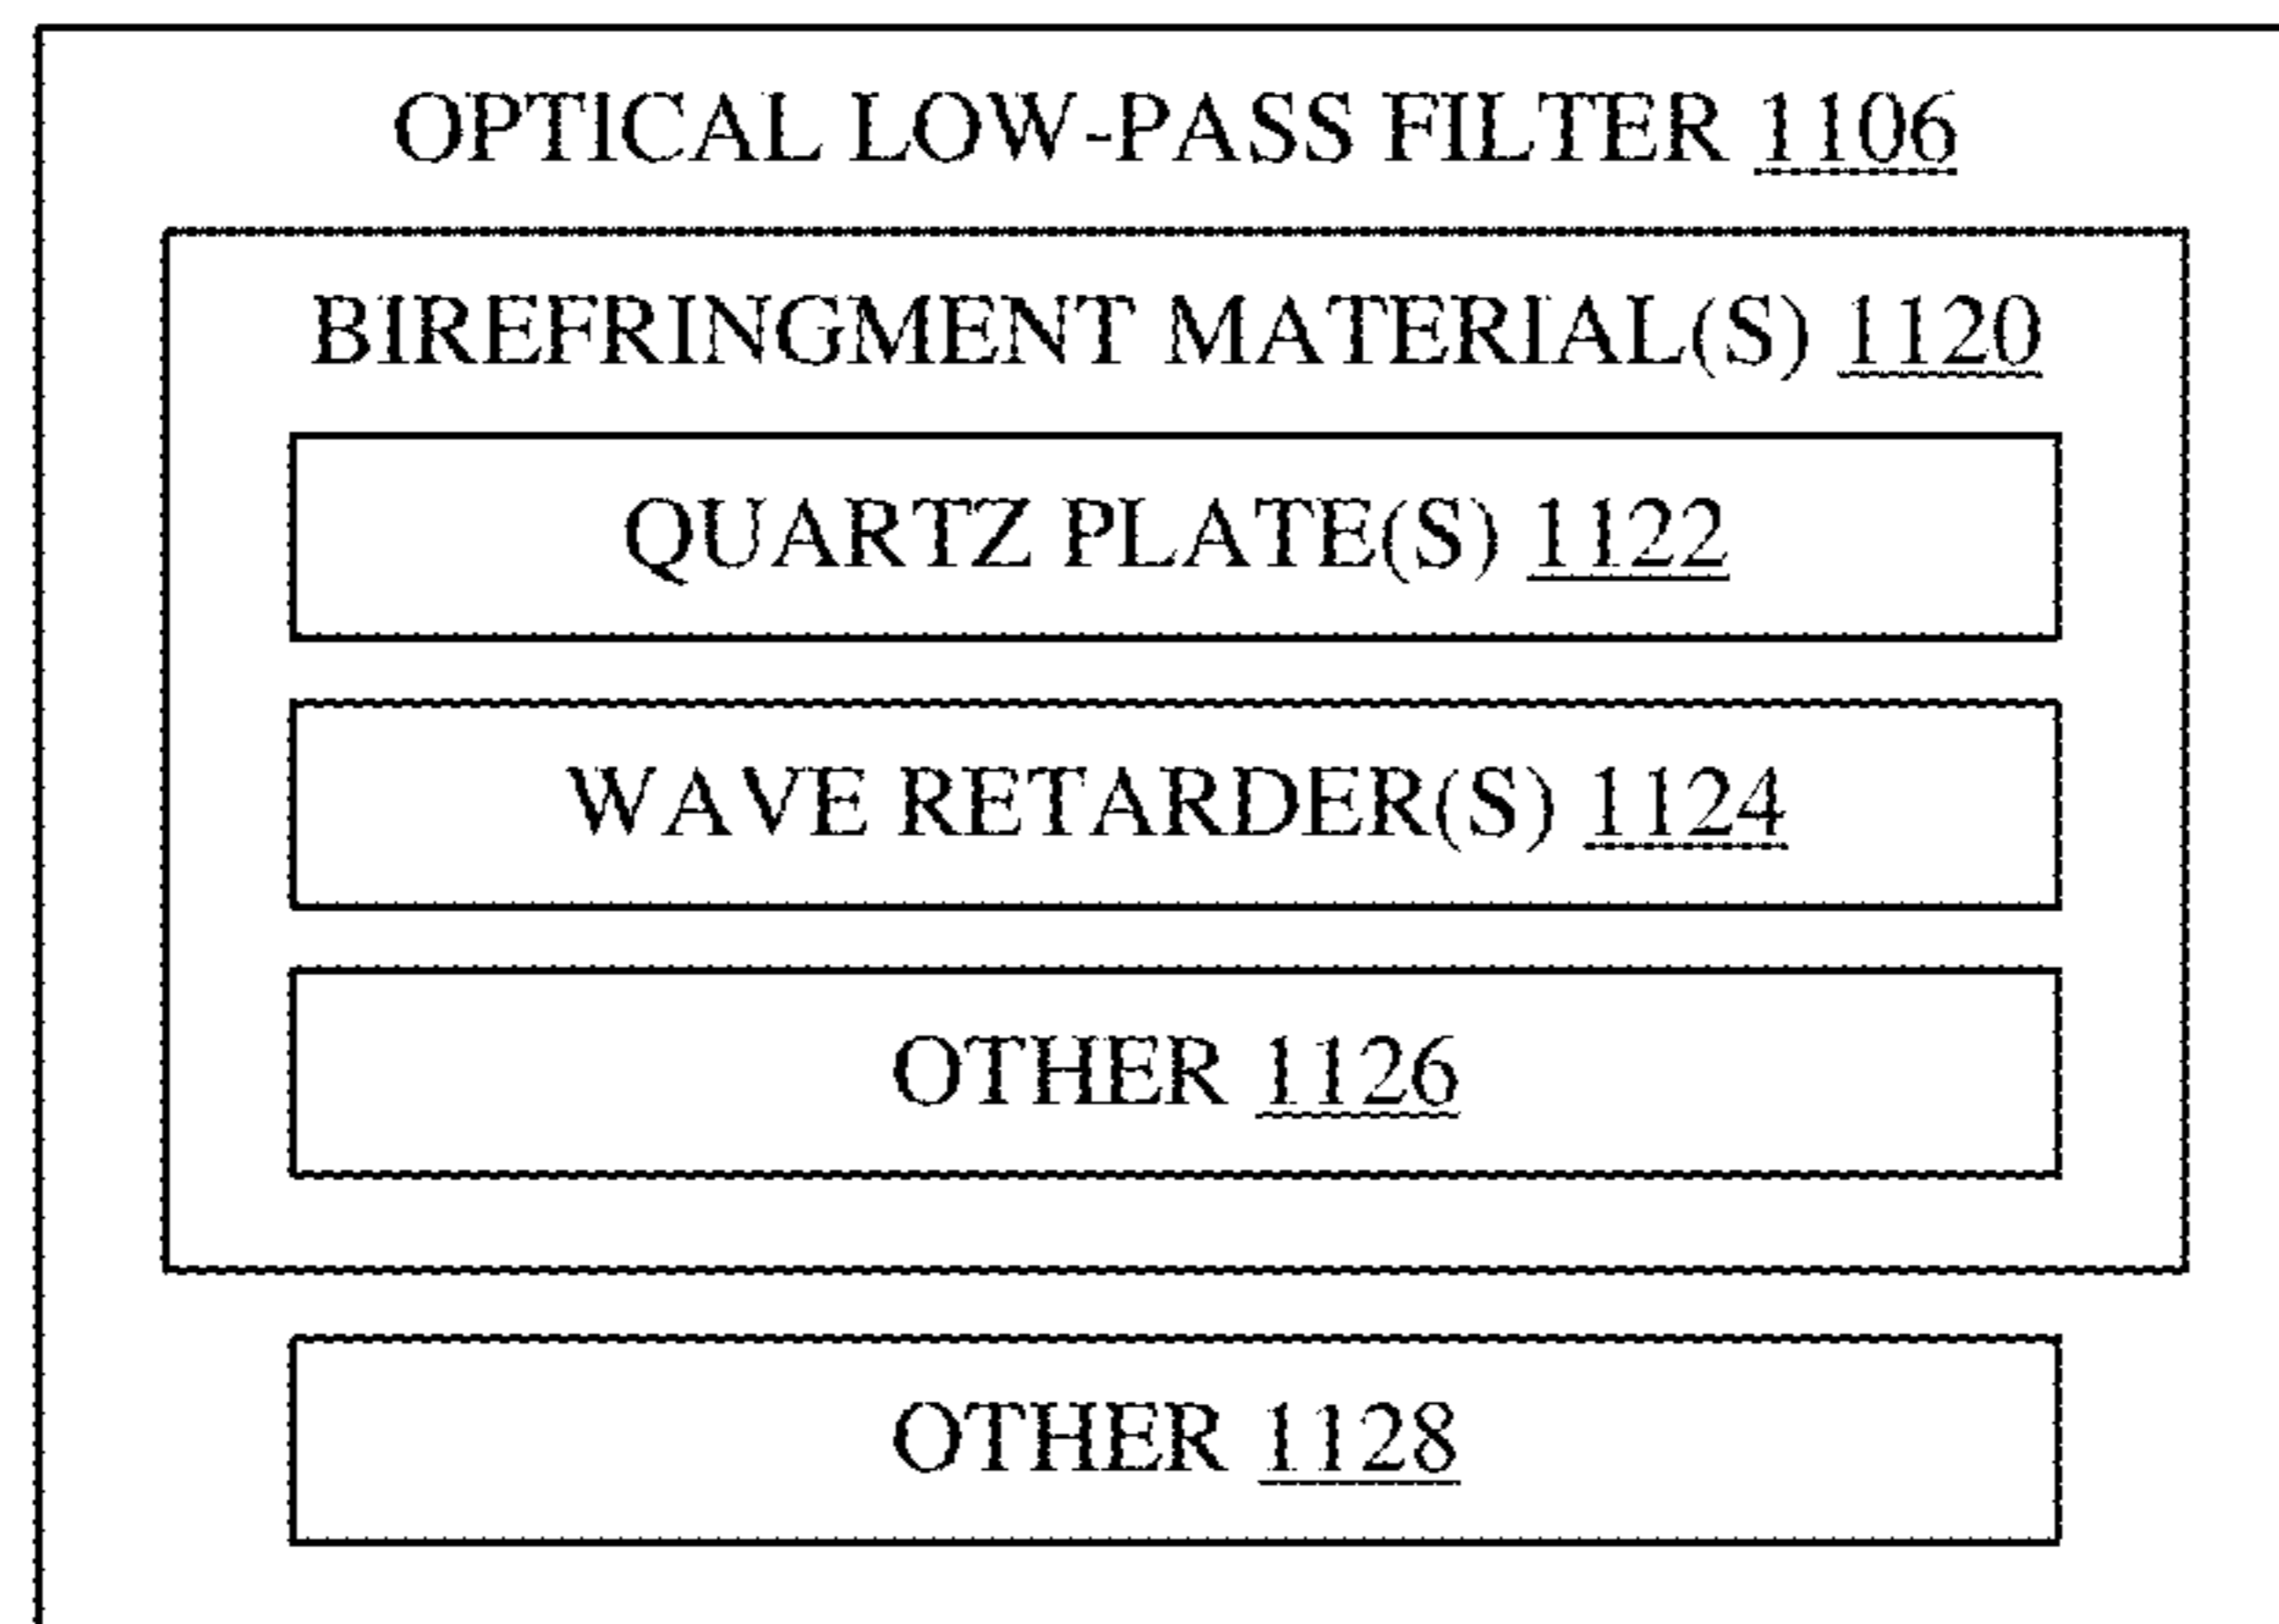 OPTICAL LOW-PASS FILTER 1106
BIREFRINGMENT MATERIAL(S) 1120
QUARTZ PLATE(S) 1122
WAVE RETARDER(S) 1124
OTHER 1126
OTHER 1128